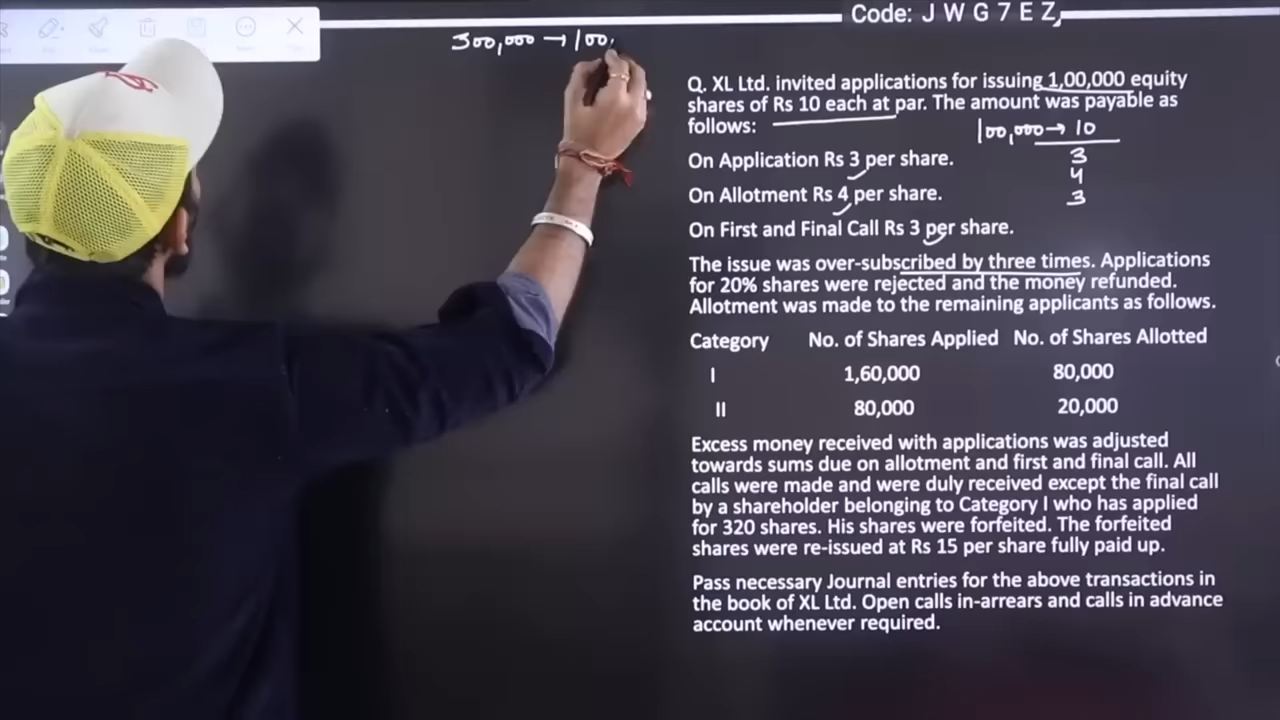 Code: J W G 7 E Z
300,000 → 100,
Q. XL Ltd. invited applications for issuing 1,00,000 equity
shares of Rs 10 each at par. The amount was payable as
follows:
100,000 → 10
On Application Rs 3 per share.
3
4
On Allotment Rs 4 per share.
3
On First and Final Call Rs 3 per share.
The issue was over-subscribed by three times. Applications
for 20% shares were rejected and the money refunded.
Allotment was made to the remaining applicants as follows.
Category No. of Shares Applied No. of Shares Allotted
I 1,60,000 80,000
II 80,000 20,000
Excess money received with applications was adjusted
towards sums due on allotment and first and final call. All
calls were made and were duly received except the final call
by a shareholder belonging to Category I who has applied
for 320 shares. His shares were forfeited. The forfeited
shares were re-issued at Rs 15 per share fully paid up.
Pass necessary Journal entries for the above transactions in
the book of XL Ltd. Open calls in-arrears and calls in advance
account whenever required.